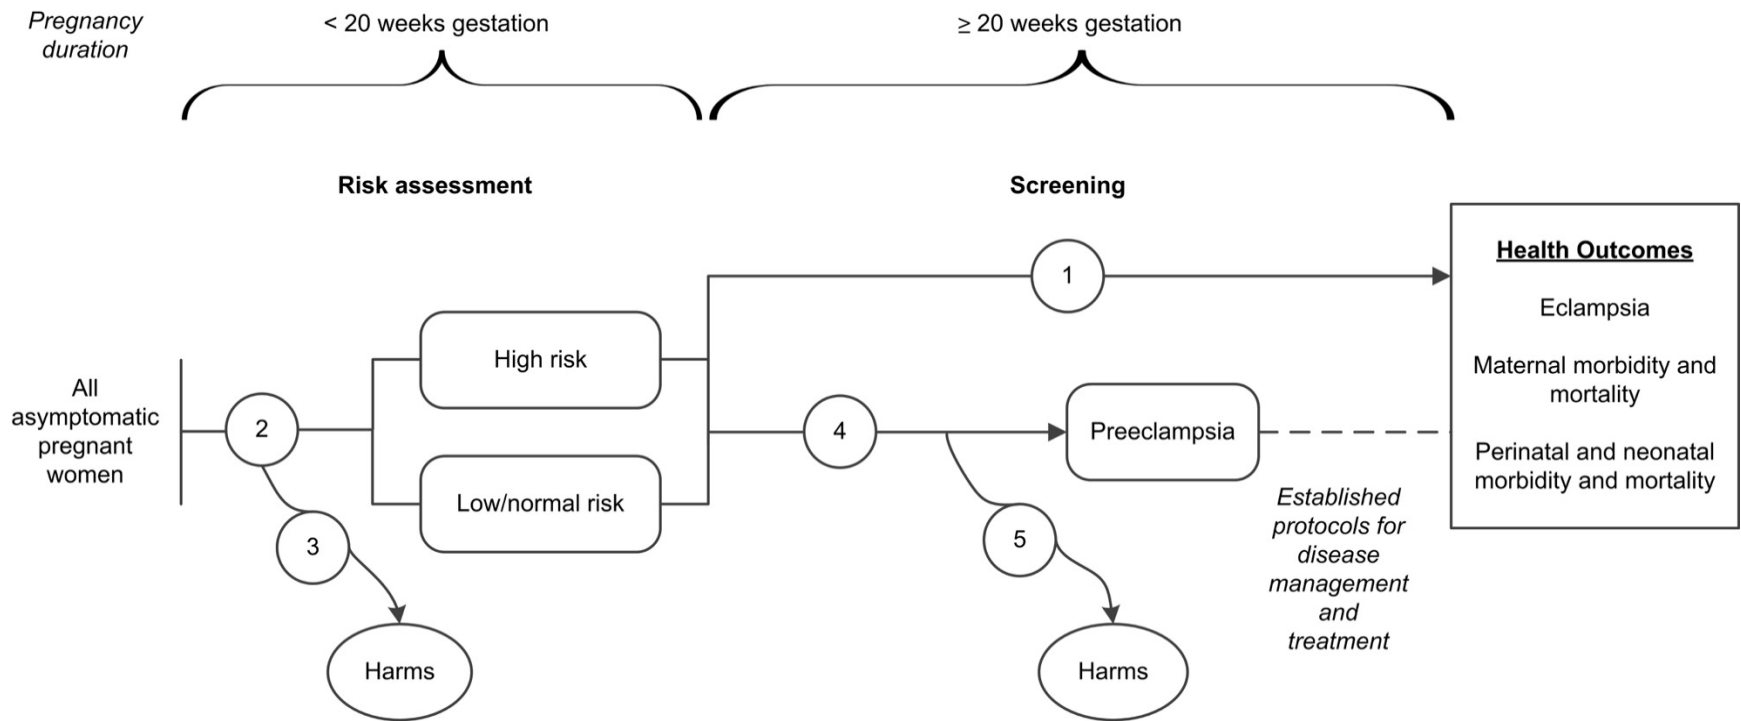 Pregnancy
duration
< 20 weeks gestation
≥ 20 weeks gestation
Risk assessment
Screening
All
asymptomatic
pregnant
women
2
3
Harms
High risk
Low/normal risk
1
4
5
Harms
Preeclampsia
Established
protocols for
disease
management
and
treatment
Health Outcomes
Eclampsia
Maternal morbidity and
mortality
Perinatal and neonatal
morbidity and mortality